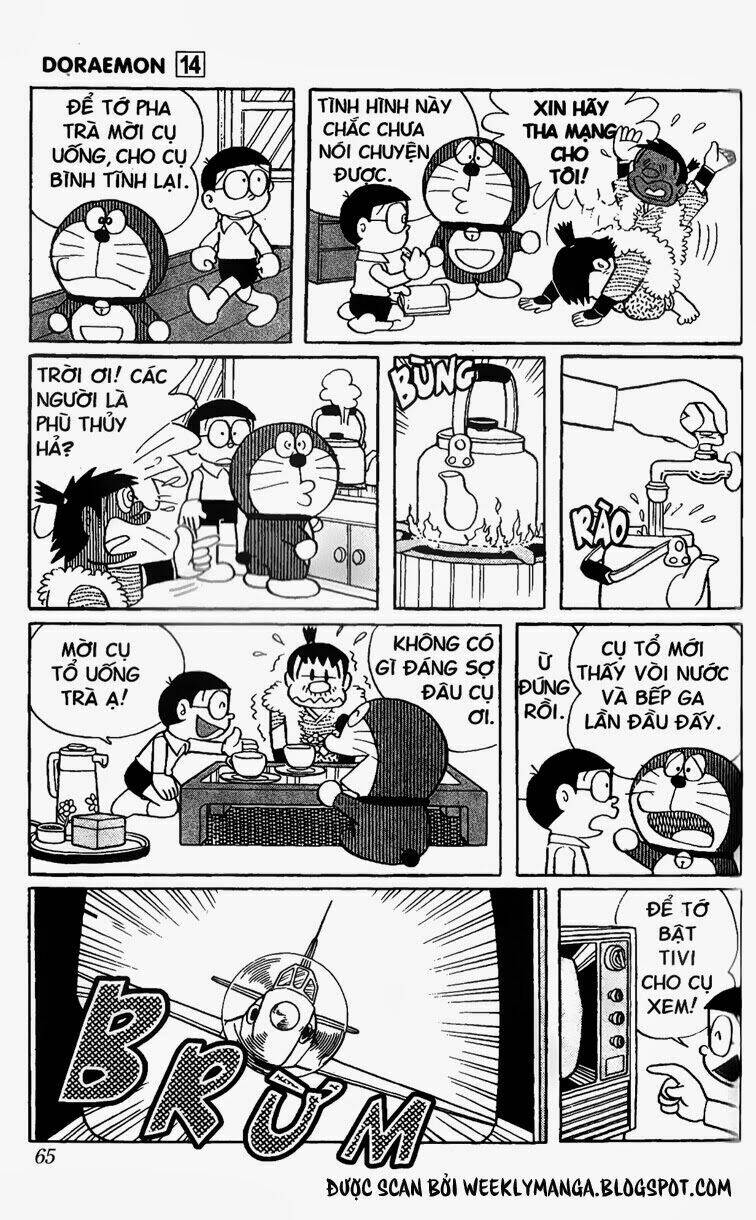 DORAEMON 14
XIN HÃY
THA MẠNG
CHO
TÔI!
TÌNH HÌNH NÀY
CHẮC CHƯA
NÓI CHUYỆN
ĐƯỢC.
ĐỂ TỚ PHA
TRÀ MỜI CỤ
UỐNG, CHO CỤ
BÌNH TĨNH LẠI.
RÀO
BÙNG
TRỜI ƠI! CÁC
NGƯỜI LÀ
PHÙ THỦY
HẢ?
CỤ TỔ MỚI
THẤY VÒI NƯỚC
VÀ BẾP GA
LẦN ĐẦU ĐẤY.
Ừ
ĐÚNG
RỒI.
KHÔNG CÓ
GÌ ĐÁNG SỢ
ĐÂU CỤ
ƠI.
MỜI CỤ
TỔ UỐNG
TRÀ Ạ!
ĐỂ TỚ
BẬT
TIVI
CHO CỤ
XEM!
BRỪM
65
ĐƯỢC SCAN BỞI WEEKLYMANGA.BLOGSPOT.COM